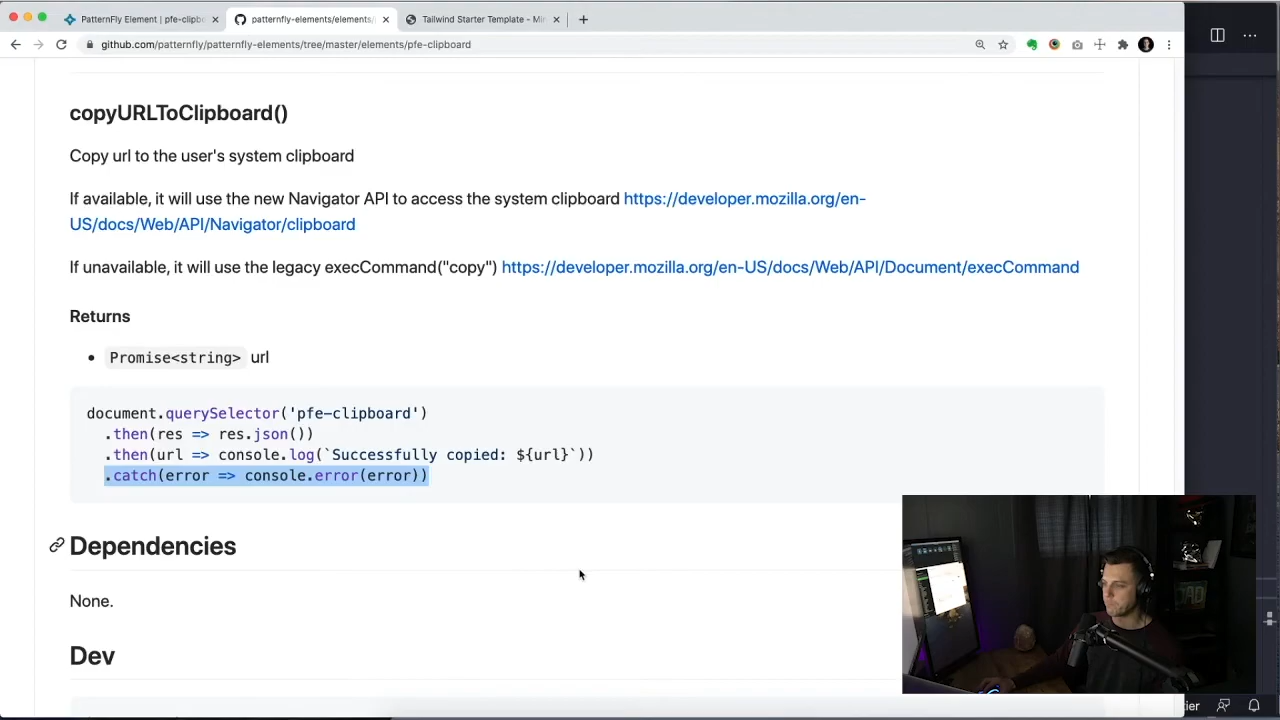 PatternFly Element | pfe-clipbo
patternfly-elements/elements/
Tailwind Starter Template - Min
github.com/patternfly/patternfly-elements/tree/master/elements/pfe-clipboard
copyURLToClipboard()
Copy url to the user's system clipboard
If available, it will use the new Navigator API to access the system clipboard https://developer.mozilla.org/en-
US/docs/Web/API/Navigator/clipboard
If unavailable, it will use the legacy execCommand("copy") https://developer.mozilla.org/en-US/docs/Web/API/Document/execCommand
Returns
Promise<string> url
document.querySelector('pfe-clipboard')
.then(res => res.json())
.then(url => console.log(`Successfully copied: ${url}`))
.catch(error => console.error(error))
Dependencies
None.
Dev